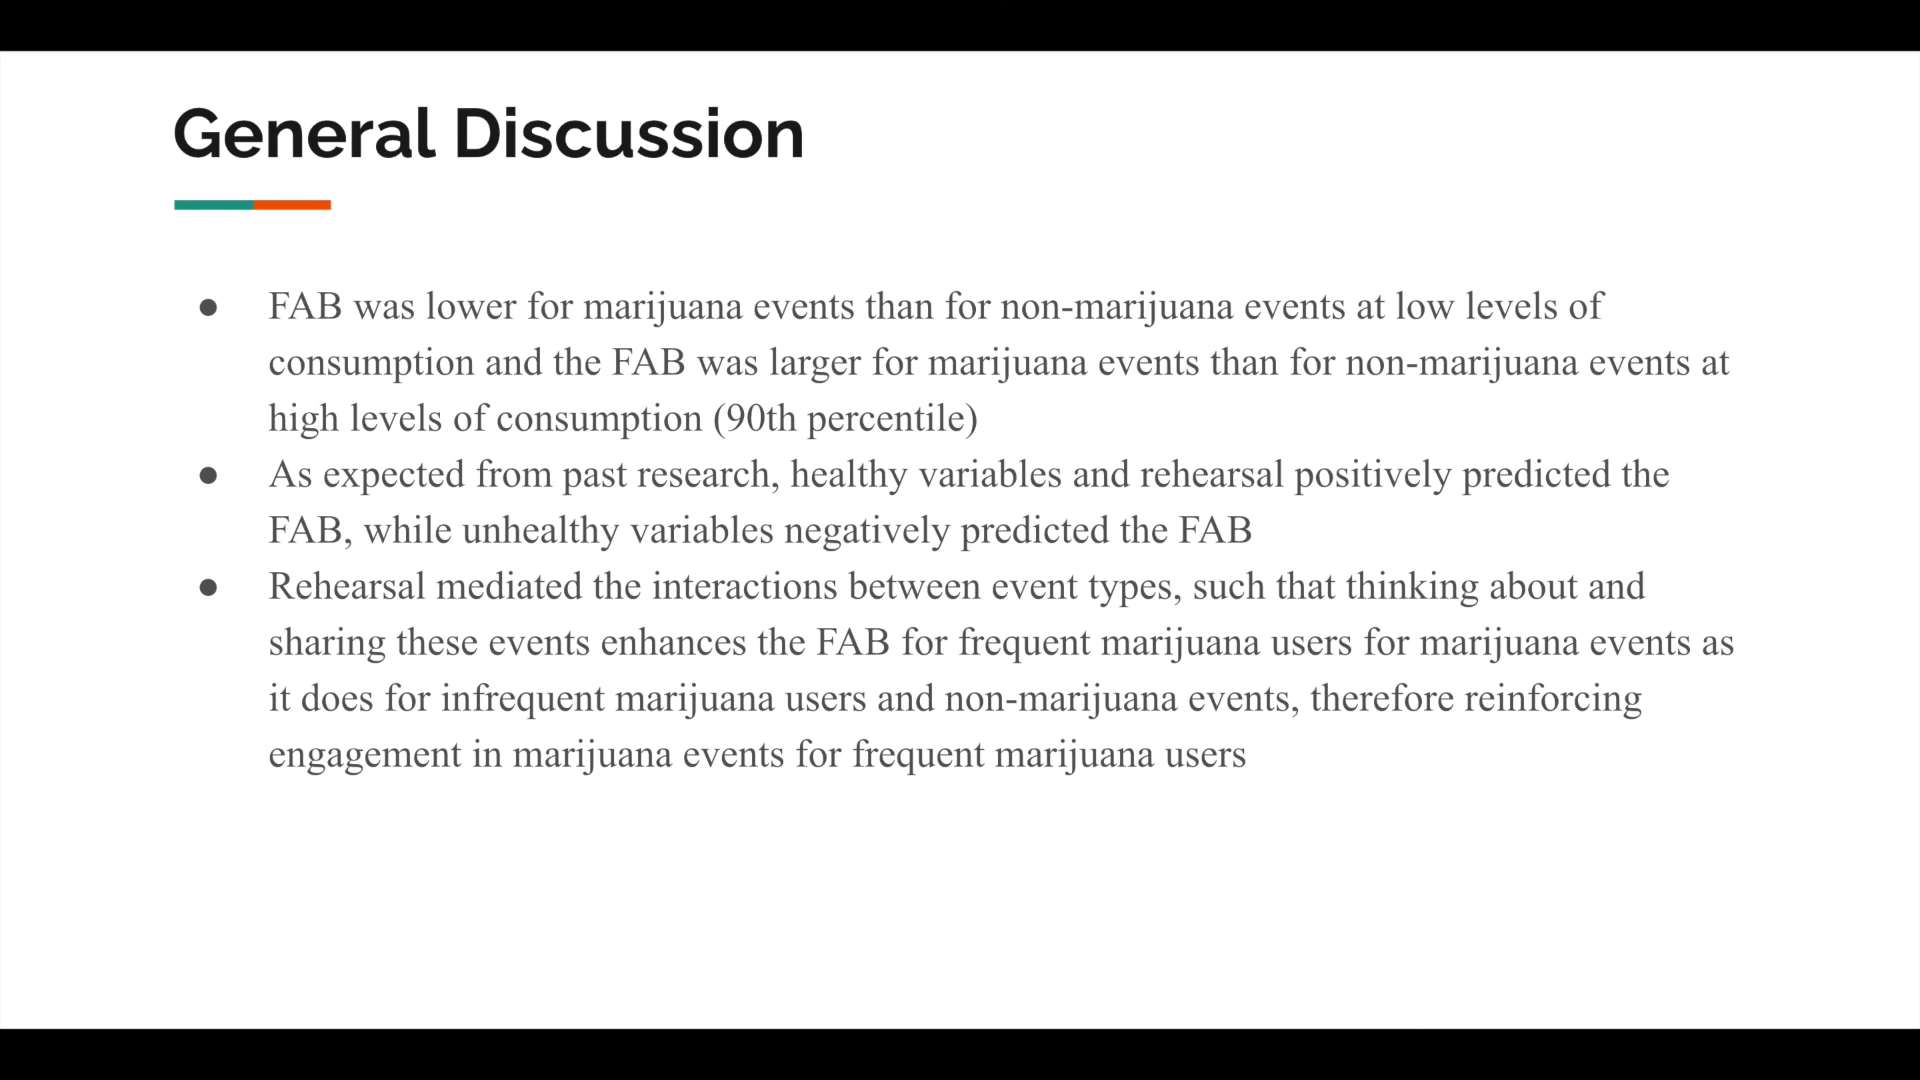 General Discussion
● FAB was lower for marijuana events than for non-marijuana events at low levels of
consumption and the FAB was larger for marijuana events than for non-marijuana events at
high levels of consumption (90th percentile)
● As expected from past research, healthy variables and rehearsal positively predicted the
FAB, while unhealthy variables negatively predicted the FAB
● Rehearsal mediated the interactions between event types, such that thinking about and
sharing these events enhances the FAB for frequent marijuana users for marijuana events as
it does for infrequent marijuana users and non-marijuana events, therefore reinforcing
engagement in marijuana events for frequent marijuana users